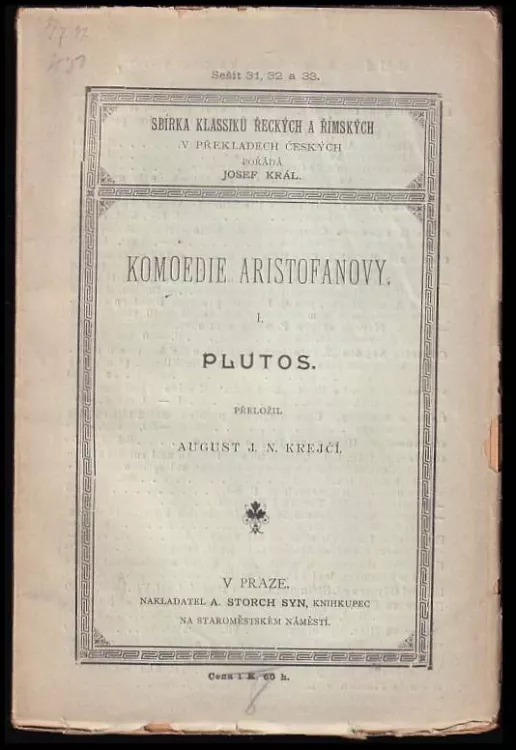 Sešit 31, 32 a 33.
SBÍRKA KLASSIKŮ ŘECKÝCH A ŘÍMSKÝCH
V PŘEKLADECH ČESKÝCH
POŘÁDÁ
JOSEF KRÁL.
KOMOEDIE ARISTOFANOVY.
I.
PLUTOS.
PŘELOŽIL
AUGUST J. N. KREJČÍ.
V PRAZE.
NAKLADATEL A. STORCH SYN, KNIHKUPEC
NA STAROMĚSTSKÉM NÁMĚSTÍ.
Cena 1 K. 60 h.